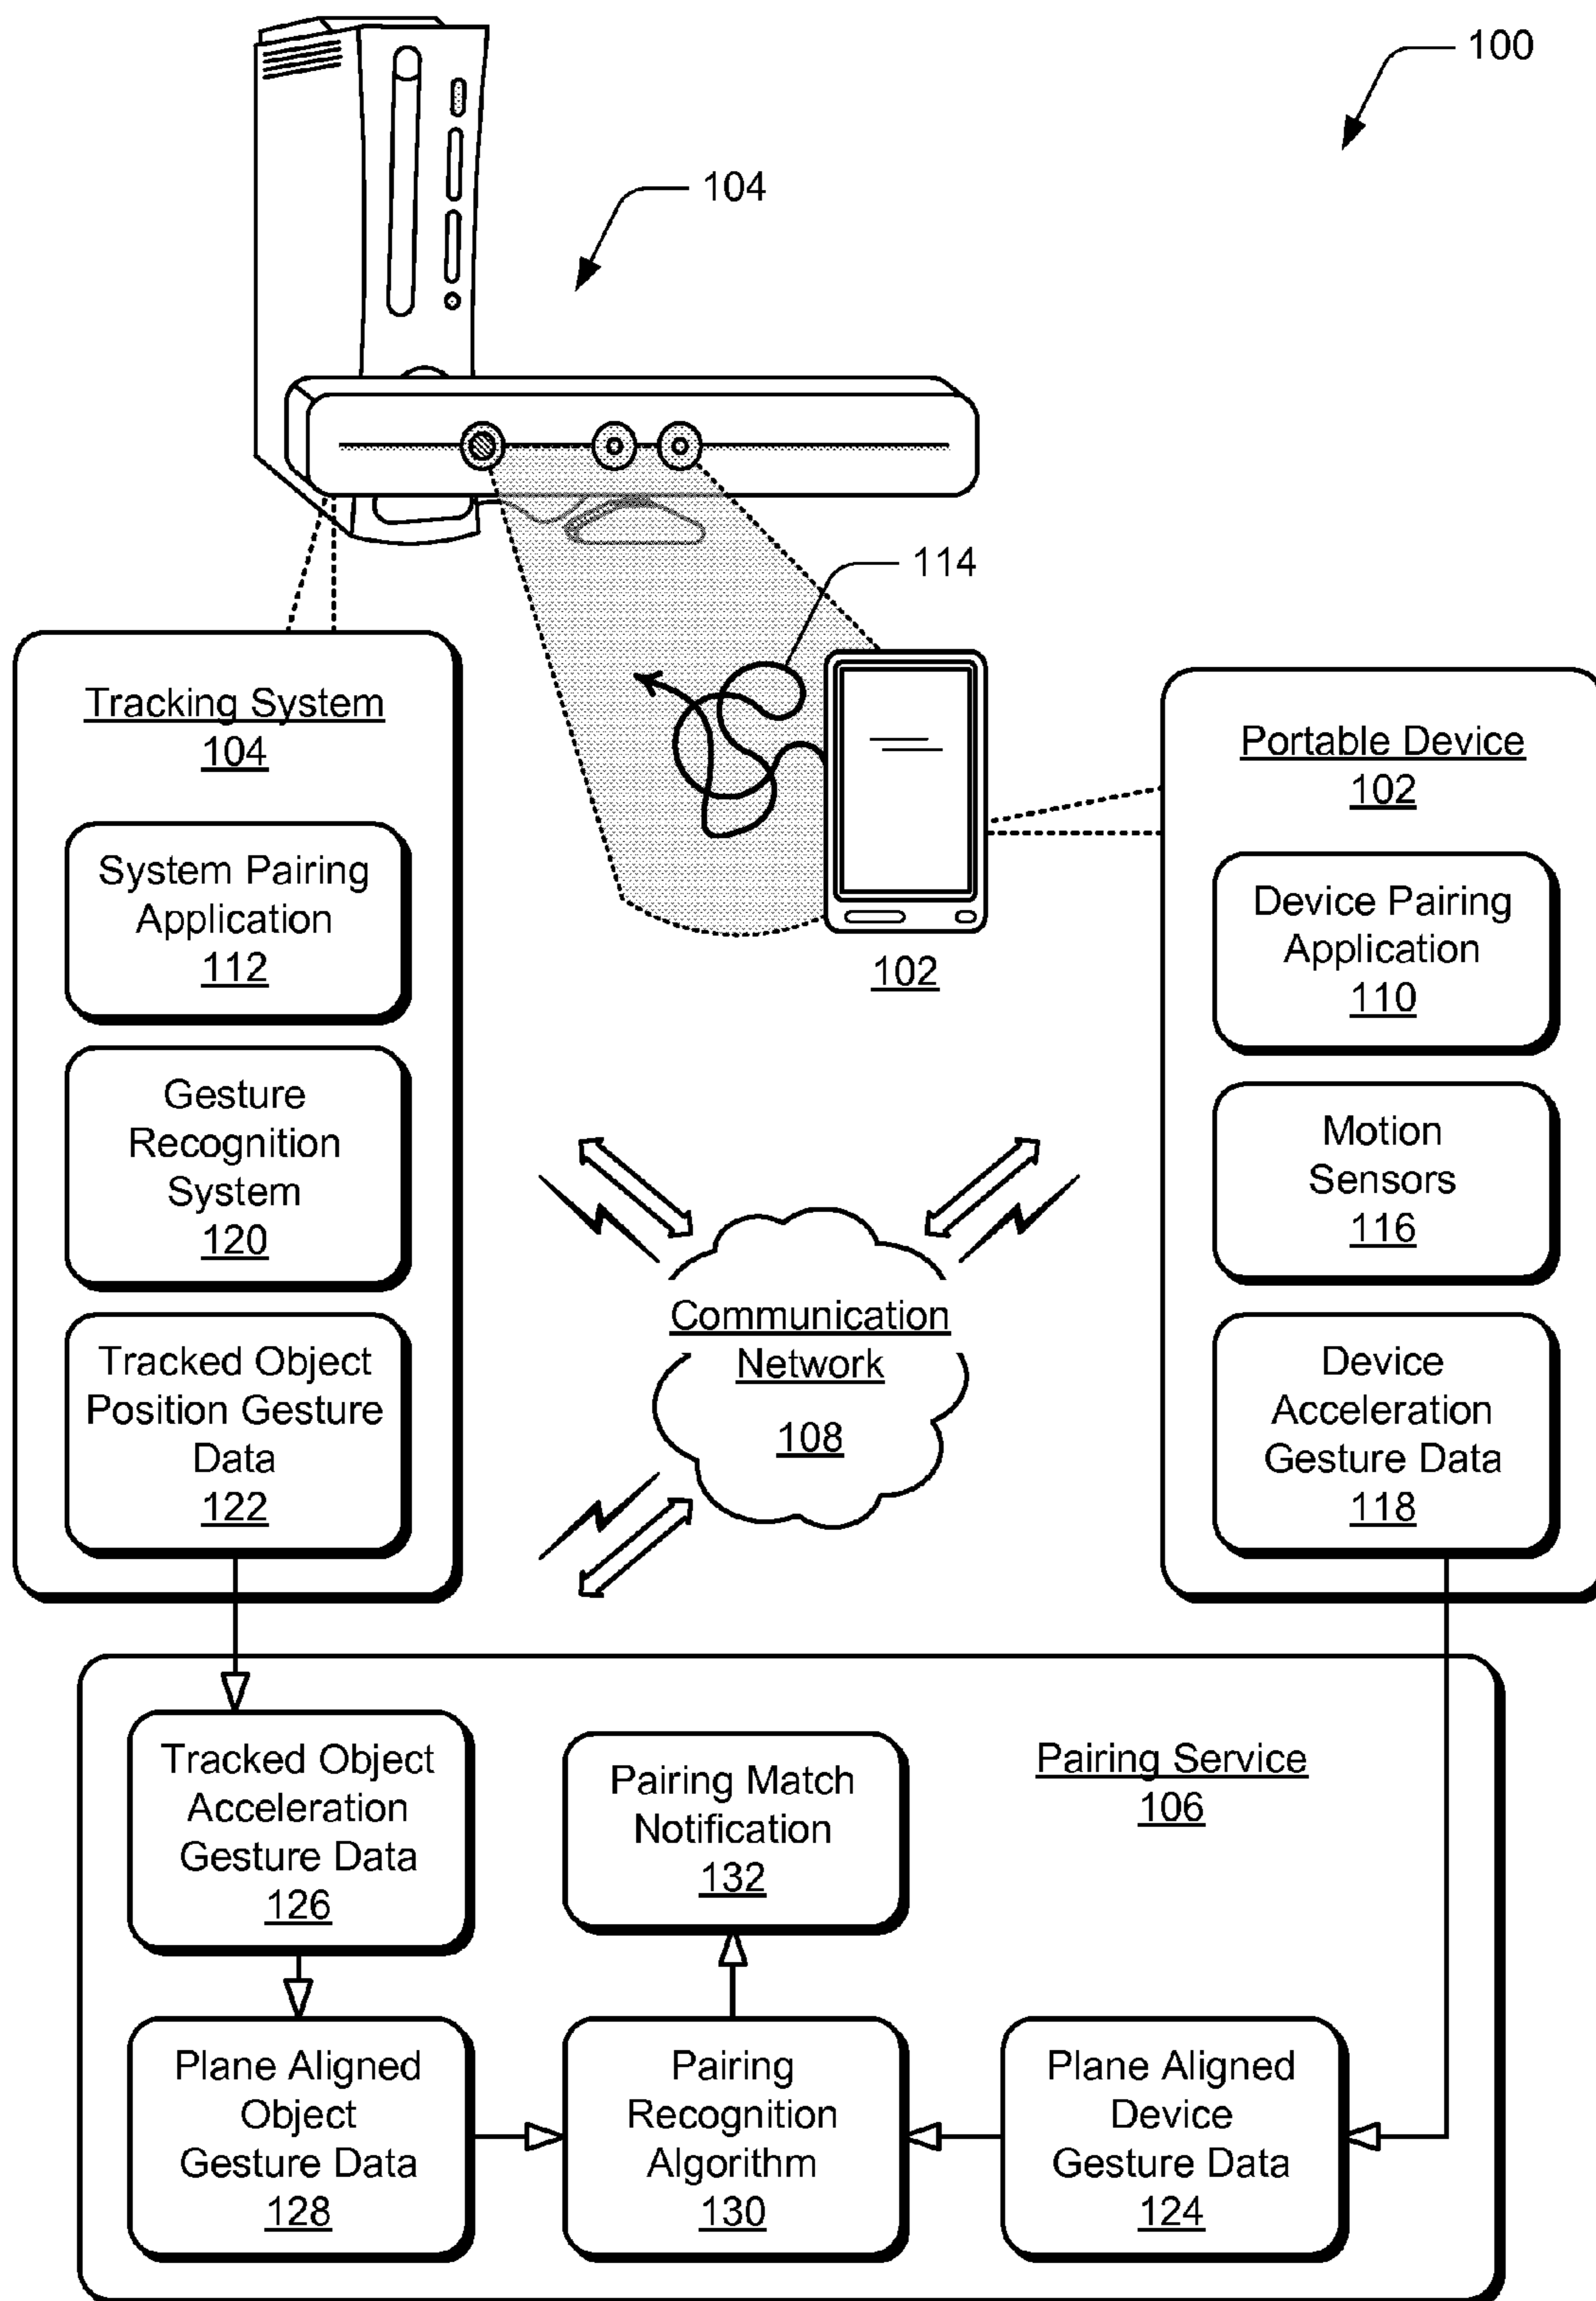 100
104
114
Tracking System
104
System Pairing
Application
112
Gesture
Recognition
System
120
Tracked Object
Position Gesture
Data
122
102
Portable Device
102
Device Pairing
Application
110
Motion
Sensors
116
Device
Acceleration
Gesture Data
118
Communication
Network
108
Pairing Service
106
Tracked Object
Acceleration
Gesture Data
126
Pairing Match
Notification
132
Plane Aligned
Object
Gesture Data
128
Pairing
Recognition
Algorithm
130
Plane Aligned
Device
Gesture Data
124